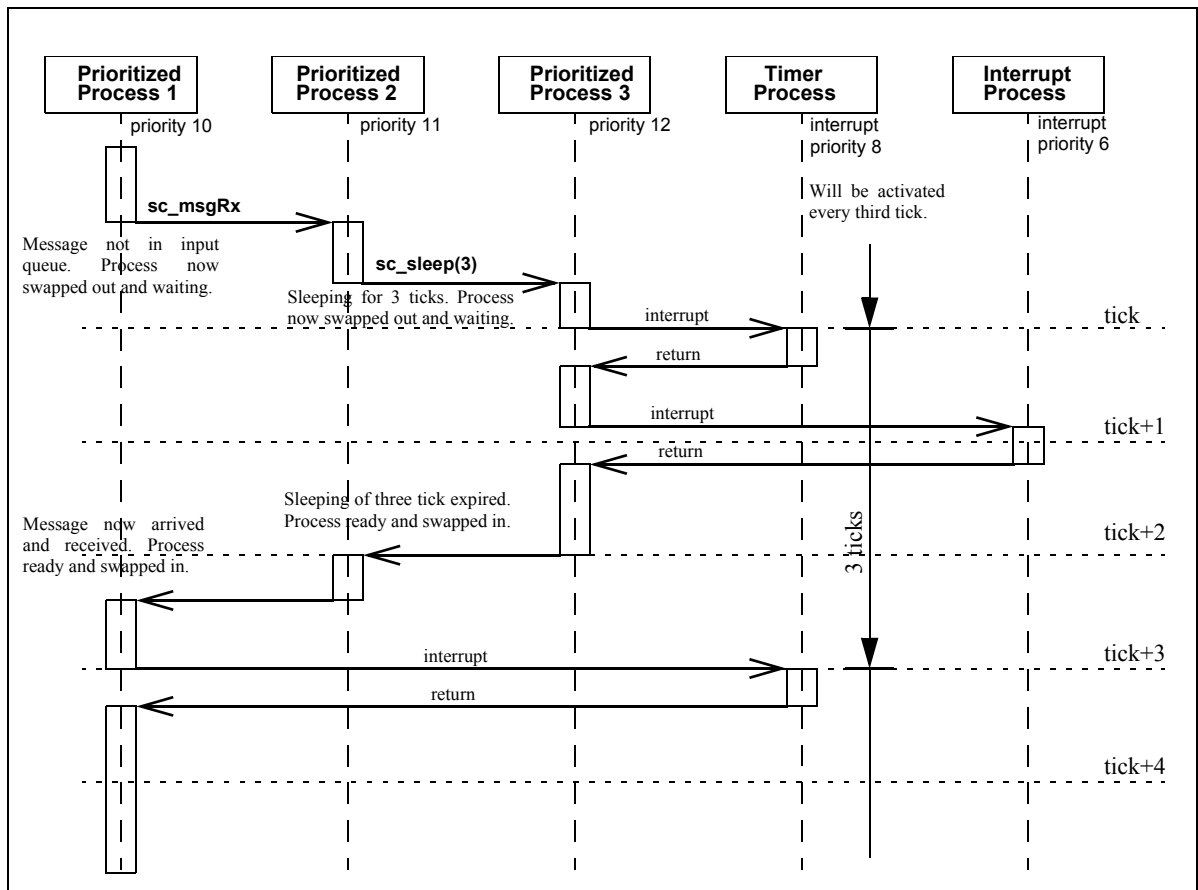 Prioritized
Process 1
Prioritized
Process 2
Prioritized
Process 3
Timer
Process
Interrupt
Process
priority 10
priority 11
priority 12
interrupt
priority 8
interrupt
priority 6
Will be activated
every third tick.
sc_msgRx
Message not in input
queue. Process now
swapped out and waiting.
sc_sleep(3)
Sleeping for 3 ticks. Process
now swapped out and waiting.
interrupt
tick
return
interrupt
tick+1
return
Sleeping of three tick expired.
Process ready and swapped in.
Message now arrived
and received. Process
ready and swapped in.
tick+2
3 ticks
interrupt
tick+3
return
tick+4